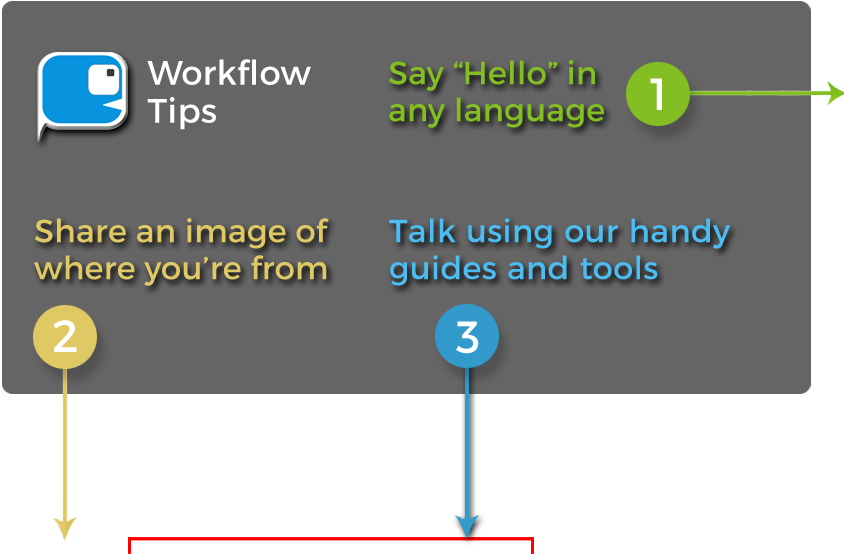 Workflow
Tips
Say “Hello” in
any language
1
Share an image of
where you’re from
2
Talk using our handy
guides and tools
3